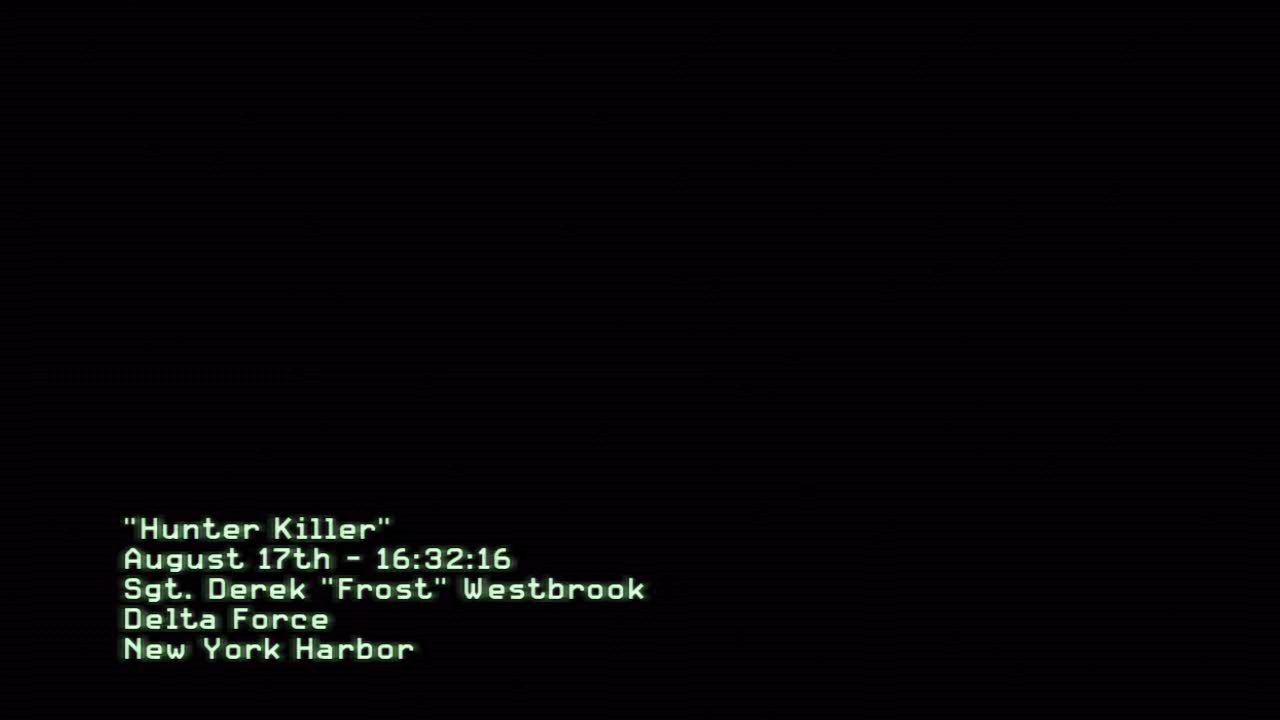 "Hunter Killer"
August 17th - 16:32:16
Sgt. Derek "Frost" Westbrook
Delta Force
New York Harbor